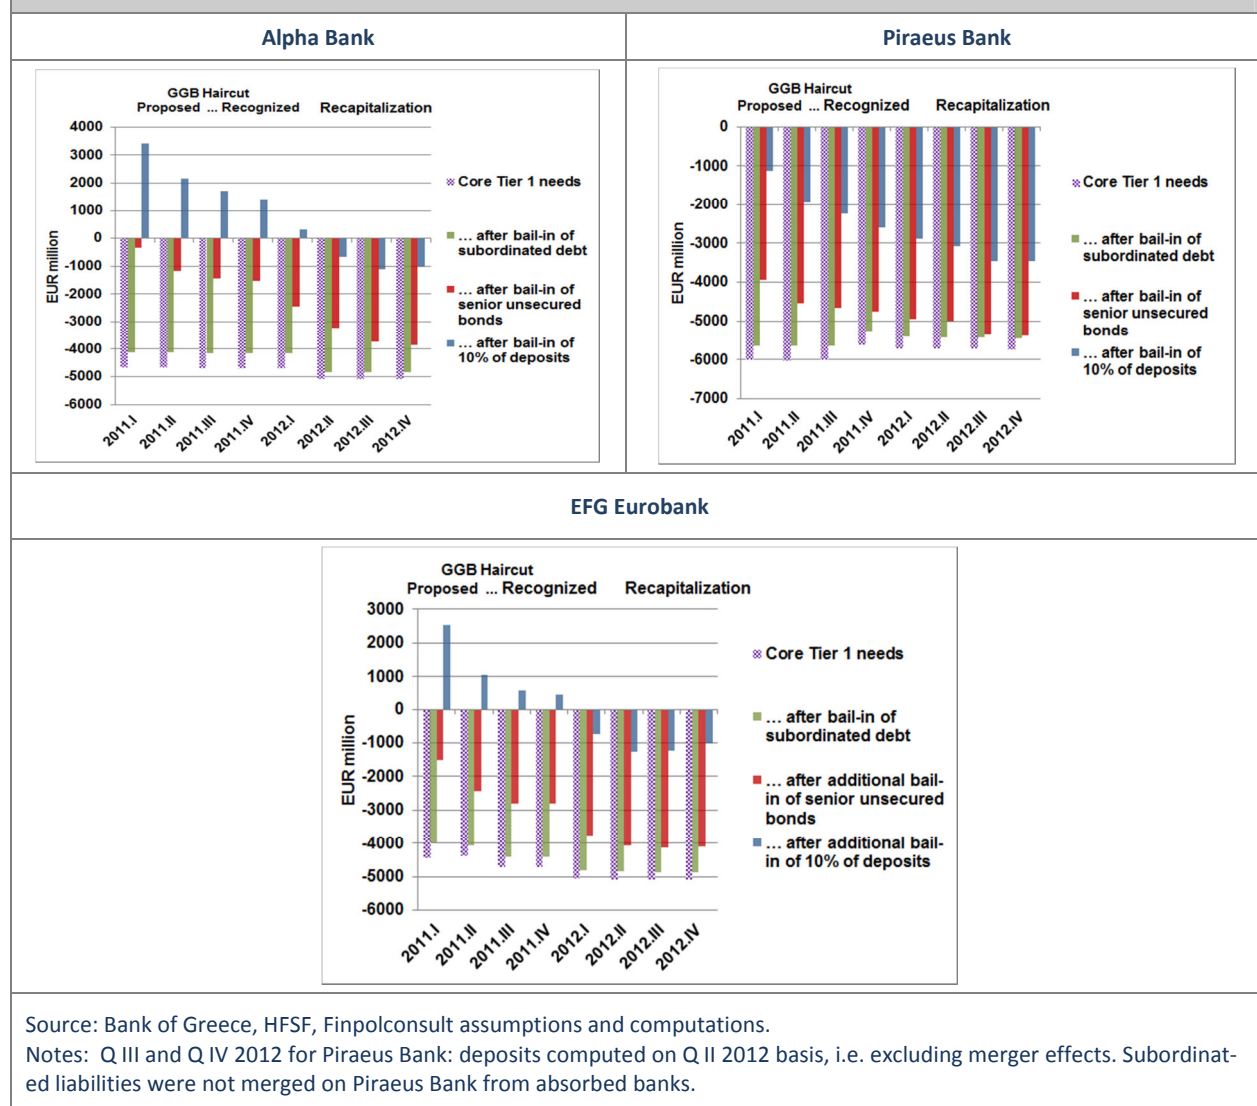 Alpha Bank
Piraeus Bank
GGB Haircut
Proposed ... Recognized Recapitalization
4000
3000
2000
1000
0
-1000
-2000
-3000
-4000
-5000
-6000
EUR million
2011.I 2011.II 2011.III 2011.IV 2012.I 2012.II 2012.III 2012.IV
Core Tier 1 needs
... after bail-in of
subordinated debt
... after bail-in of
senior unsecured
bonds
... after bail-in of
10% of deposits
GGB Haircut
Proposed ... Recognized Recapitalization
0
-1000
-2000
-3000
-4000
-5000
-6000
-7000
EUR million
2011.I 2011.II 2011.III 2011.IV 2012.I 2012.II 2012.III 2012.IV
Core Tier 1 needs
... after bail-in of
subordinated debt
... after bail-in of
senior unsecured
bonds
... after bail-in of
10% of deposits
EFG Eurobank
GGB Haircut
Proposed ... Recognized Recapitalization
3000
2000
1000
0
-1000
-2000
-3000
-4000
-5000
-6000
EUR million
2011.I 2011.II 2011.III 2011.IV 2012.I 2012.II 2012.III 2012.IV
Core Tier 1 needs
... after bail-in of
subordinated debt
... after additional bail-
in of senior unsecured
bonds
... after additional bail-
in of 10% of deposits
Source: Bank of Greece, HFSF, Finpolconsult assumptions and computations.
Notes: Q III and Q IV 2012 for Piraeus Bank: deposits computed on Q II 2012 basis, i.e. excluding merger effects. Subordinat-
ed liabilities were not merged on Piraeus Bank from absorbed banks.